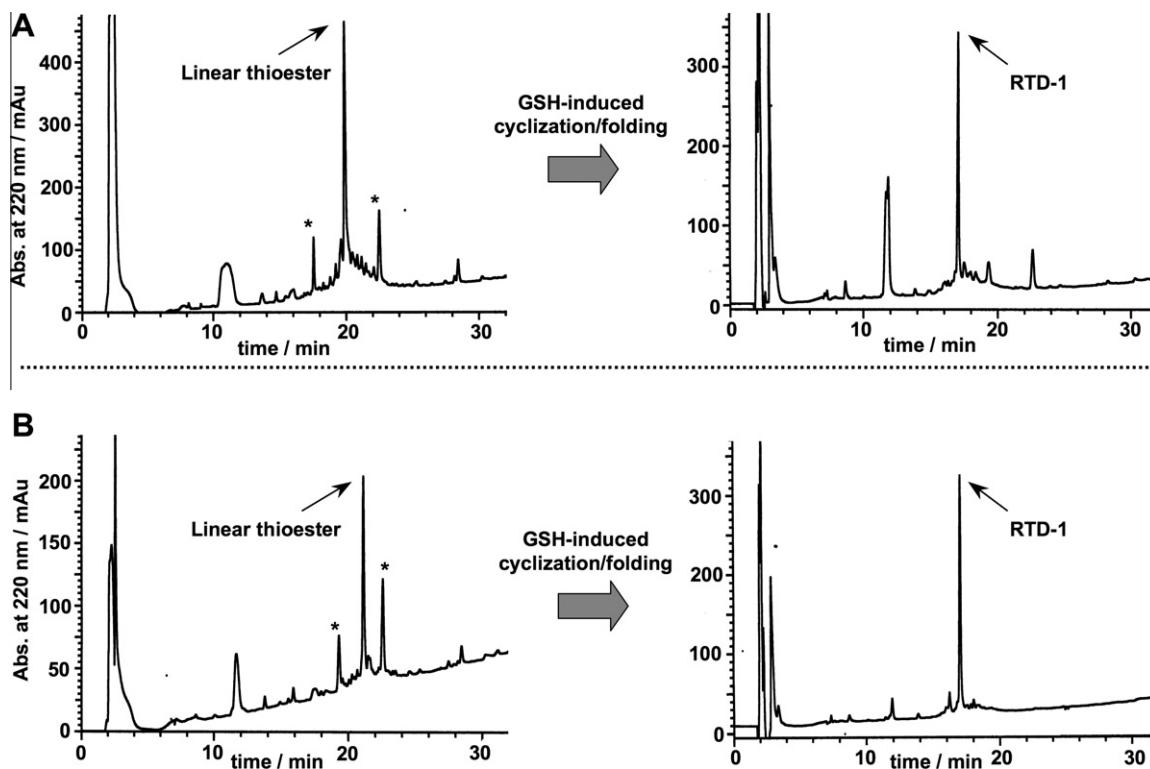 A
Abs. at 220 nm / mAu
400
300
200
100
0
Linear thioester
*
*
0
10
20
30
time / min
GSH-induced
cyclization/folding
300
200
100
0
RTD-1
0
10
20
30
time / min
B
Abs. at 220 nm / mAu
200
150
100
50
0
Linear thioester
*
*
0
10
20
30
time / min
GSH-induced
cyclization/folding
300
200
100
0
RTD-1
0
10
20
30
time / min